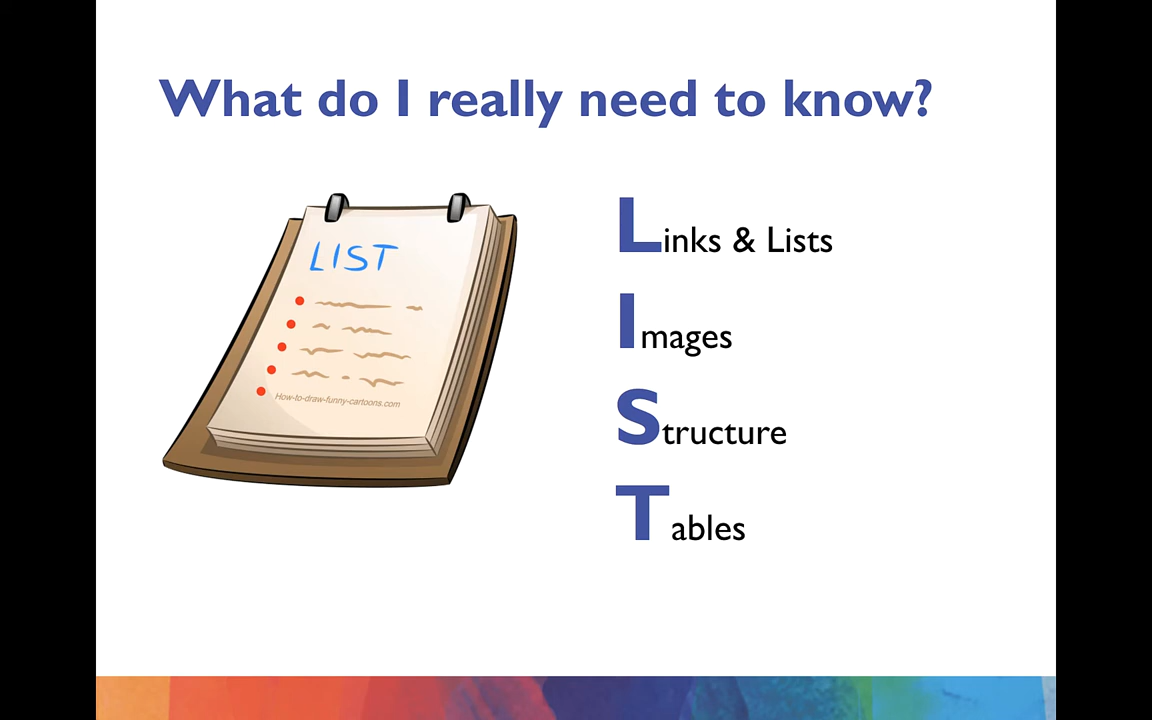 What do I really need to know?
LIST
How-to-draw-funny-cartoons.com
Links & Lists
Images
Structure
Tables